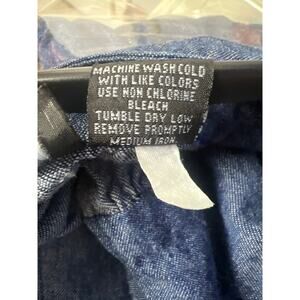 MACHINE WASH COLD
WITH LIKE COLORS
USE NON CHLORINE
BLEACH
TUMBLE DRY LOW
REMOVE PROMPTLY
MEDIUM IRON